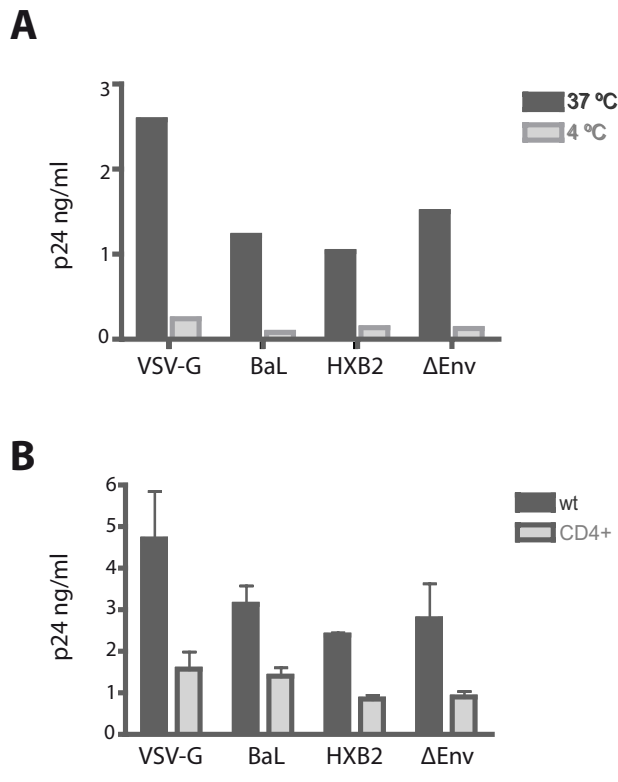 A
3
2
1
0
p24 ng/ml
37 ºC
4 ºC
VSV-G BaL HXB2 ΔEnv
B
6
5
4
3
2
1
0
p24 ng/ml
wt
CD4+
VSV-G BaL HXB2 ΔEnv